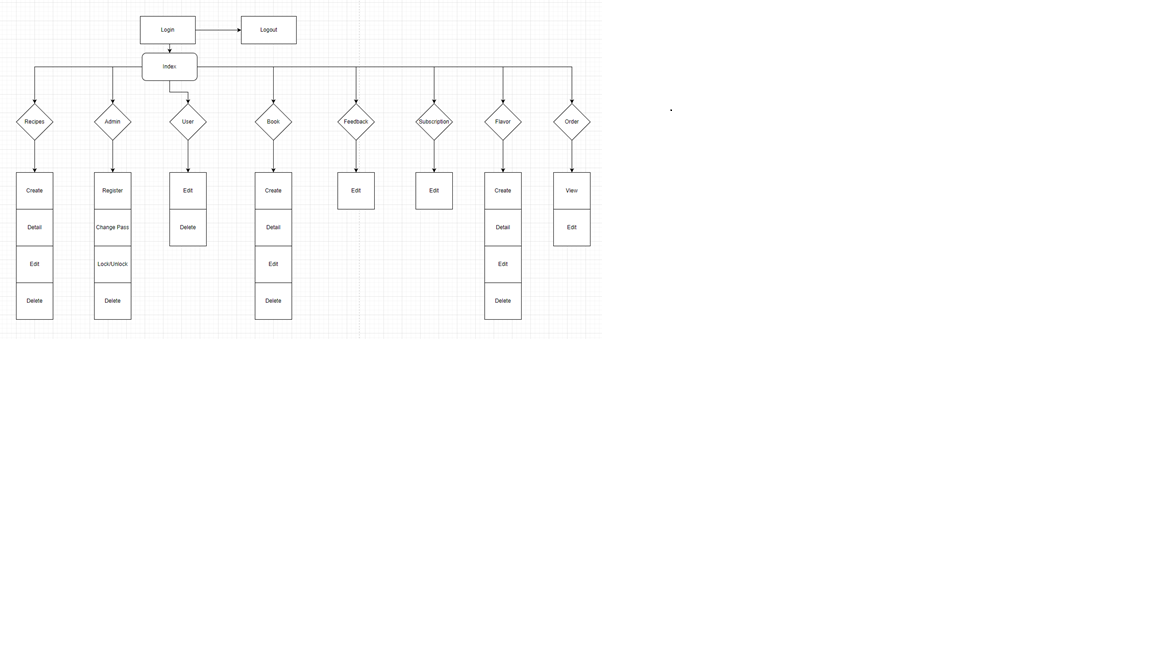 Login
Logout
Index
Recipes
Admin
User
Book
Feedback
Subscription
Flavor
Order
Create
Register
Edit
Create
Edit
Edit
Create
View
Detail
Change Pass
Delete
Detail
Detail
Edit
Edit
Lock/Unlock
Edit
Edit
Delete
Delete
Delete
Delete